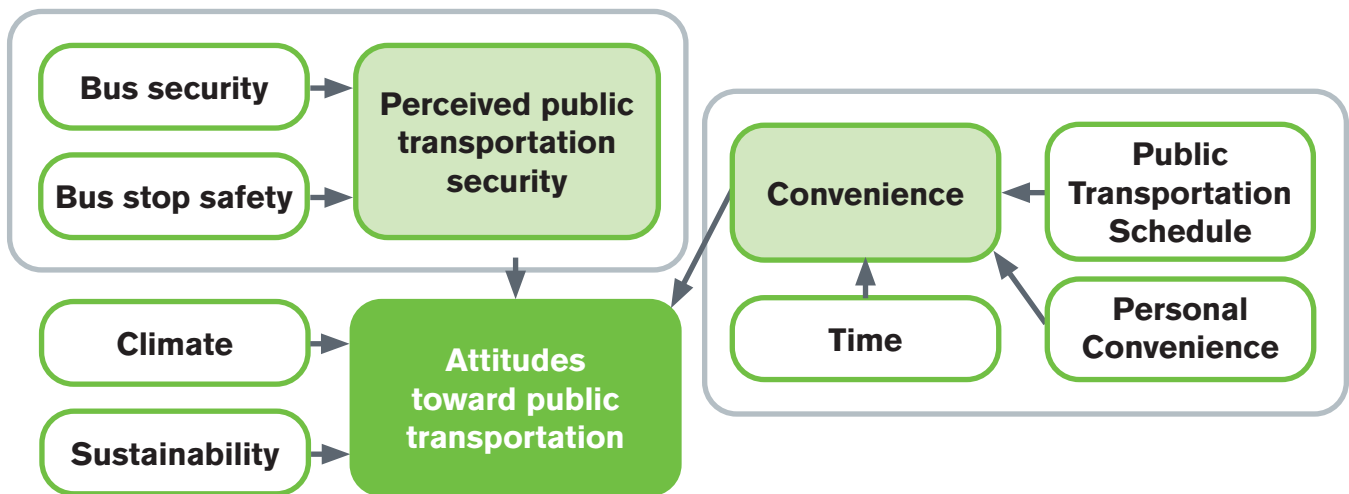 Bus security
Bus stop safety
Perceived public
transportation
security
Convenience
Public
Transportation
Schedule
Time
Personal
Convenience
Climate
Sustainability
Attitudes
toward public
transportation